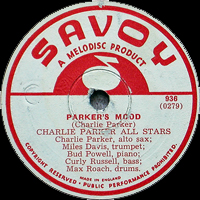 SAVOY
A MELODISC PRODUCT
936
(0279)
PARKER'S MOOD
(Charlie Parker)
CHARLIE PARKER ALL STARS
Charlie Parker, alto sax;
Miles Davis, trumpet;
Bud Powell, piano;
Curly Russell, bass;
Max Roach, drums.
MADE IN ENGLAND
COPYRIGHT RESERVED • PUBLIC PERFORMANCE PROHIBITED.